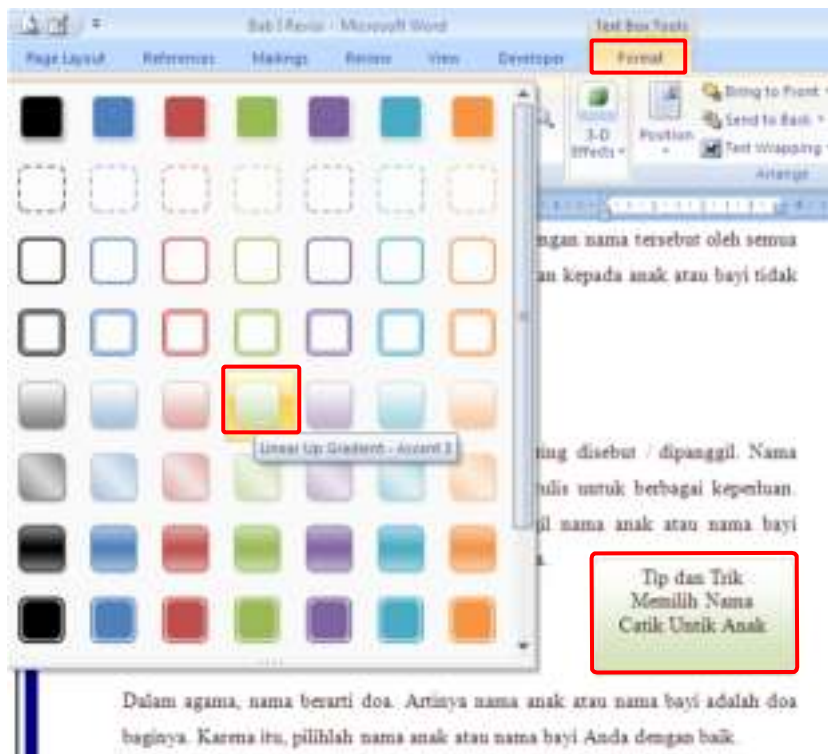 Bab I Revisi - Microsoft Word
Text Box Tools
Page Layout References Mailings Review View Developer Format
Bring to Front
Send to Back
Text Wrapping
3-D
Effects
Position
Arrange
ngan nama tersebut oleh semua
an kepada anak atau bayi tidak
Linear Up Gradient - Accent 3
ting disebut / dipanggil. Nama
ulis untuk berbagai keperluan.
il nama anak atau nama bayi
Tip dan Trik
Memilih Nama
Catik Untik Anak
Dalam agama, nama berarti doa. Artinya nama anak atau nama bayi adalah doa
baginya. Karena itu, pilihlah nama anak atau nama bayi Anda dengan baik.